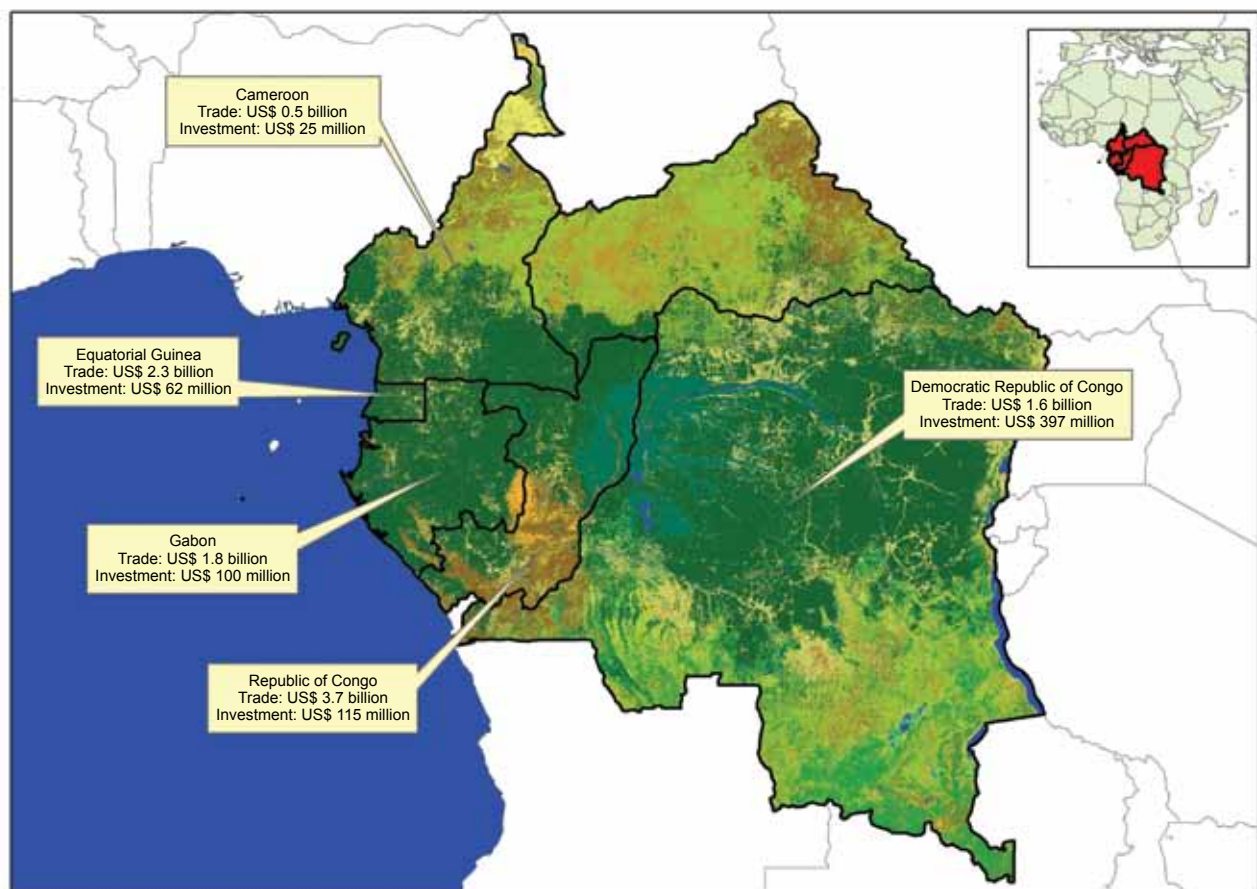 Cameroon
Trade: US$ 0.5 billion
Investment: US$ 25 million
Equatorial Guinea
Trade: US$ 2.3 billion
Investment: US$ 62 million
Democratic Republic of Congo
Trade: US$ 1.6 billion
Investment: US$ 397 million
Gabon
Trade: US$ 1.8 billion
Investment: US$ 100 million
Republic of Congo
Trade: US$ 3.7 billion
Investment: US$ 115 million